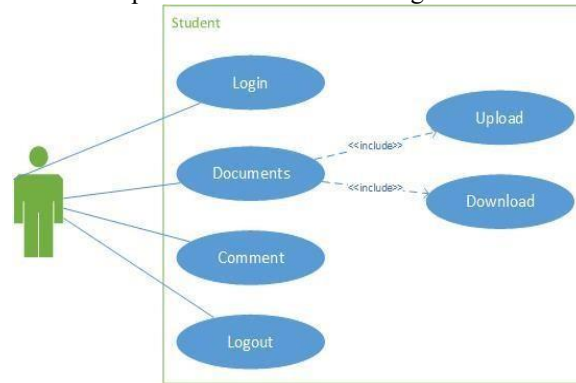 Student
Login
Upload
<<include>>
Documents
<<include>>
Download
Comment
Logout